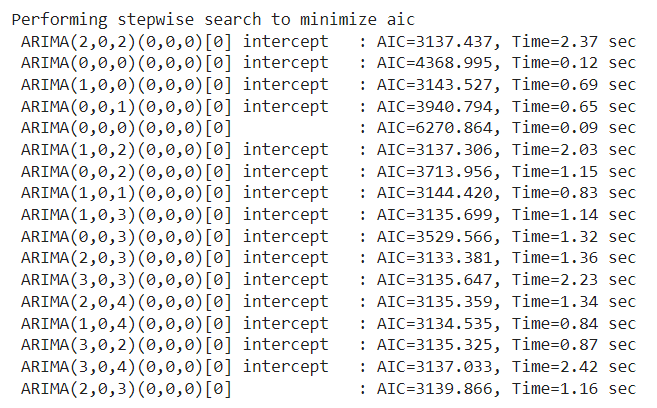 Performing stepwise search to minimize aic
 ARIMA(2,0,2)(0,0,0)[0] intercept   : AIC=3137.437, Time=2.37 sec
 ARIMA(0,0,0)(0,0,0)[0] intercept   : AIC=4368.995, Time=0.12 sec
 ARIMA(1,0,0)(0,0,0)[0] intercept   : AIC=3143.527, Time=0.69 sec
 ARIMA(0,0,1)(0,0,0)[0] intercept   : AIC=3940.794, Time=0.65 sec
 ARIMA(0,0,0)(0,0,0)[0]             : AIC=6270.864, Time=0.09 sec
 ARIMA(1,0,2)(0,0,0)[0] intercept   : AIC=3137.306, Time=2.03 sec
 ARIMA(0,0,2)(0,0,0)[0] intercept   : AIC=3713.956, Time=1.15 sec
 ARIMA(1,0,1)(0,0,0)[0] intercept   : AIC=3144.420, Time=0.83 sec
 ARIMA(1,0,3)(0,0,0)[0] intercept   : AIC=3135.699, Time=1.14 sec
 ARIMA(0,0,3)(0,0,0)[0] intercept   : AIC=3529.566, Time=1.32 sec
 ARIMA(2,0,3)(0,0,0)[0] intercept   : AIC=3133.381, Time=1.36 sec
 ARIMA(3,0,3)(0,0,0)[0] intercept   : AIC=3135.647, Time=2.23 sec
 ARIMA(2,0,4)(0,0,0)[0] intercept   : AIC=3135.359, Time=1.34 sec
 ARIMA(1,0,4)(0,0,0)[0] intercept   : AIC=3134.535, Time=0.84 sec
 ARIMA(3,0,2)(0,0,0)[0] intercept   : AIC=3135.325, Time=0.87 sec
 ARIMA(3,0,4)(0,0,0)[0] intercept   : AIC=3137.033, Time=2.42 sec
 ARIMA(2,0,3)(0,0,0)[0]             : AIC=3139.866, Time=1.16 sec